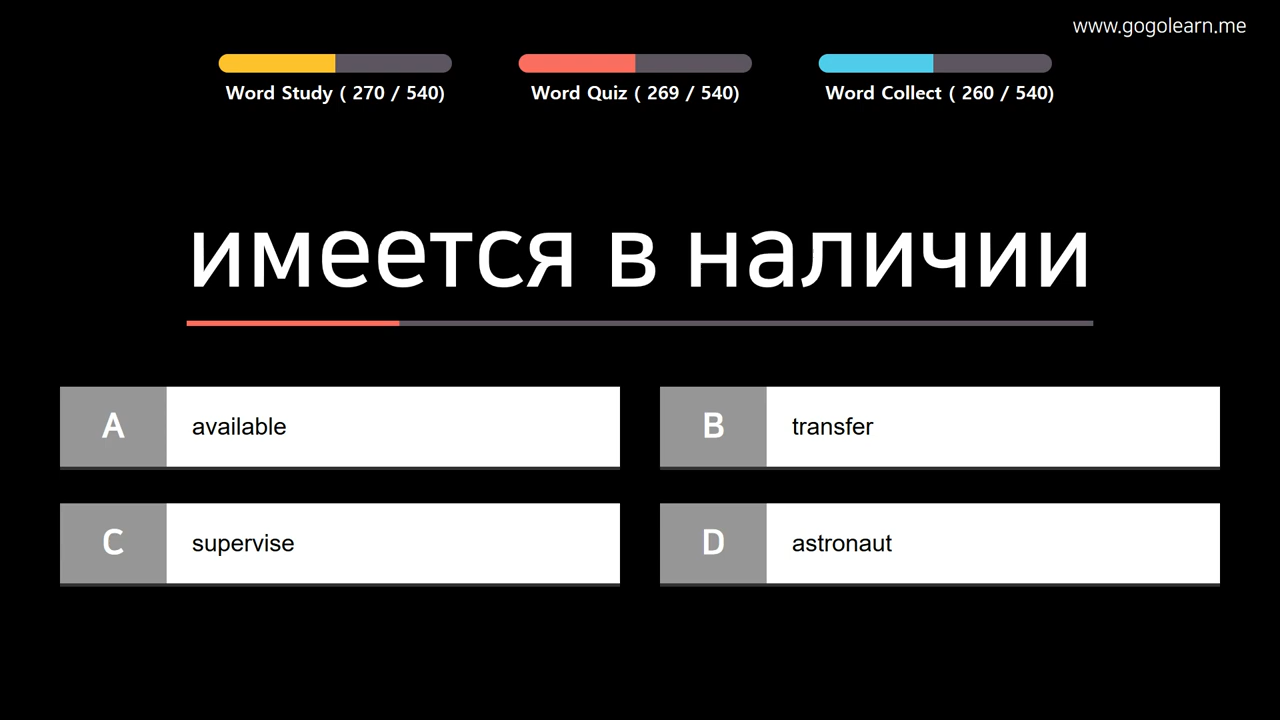 www.gogolearn.me
Word Study ( 270 / 540)
Word Quiz ( 269 / 540)
Word Collect ( 260 / 540)
имеется в наличии
A
available
B
transfer
C
supervise
D
astronaut